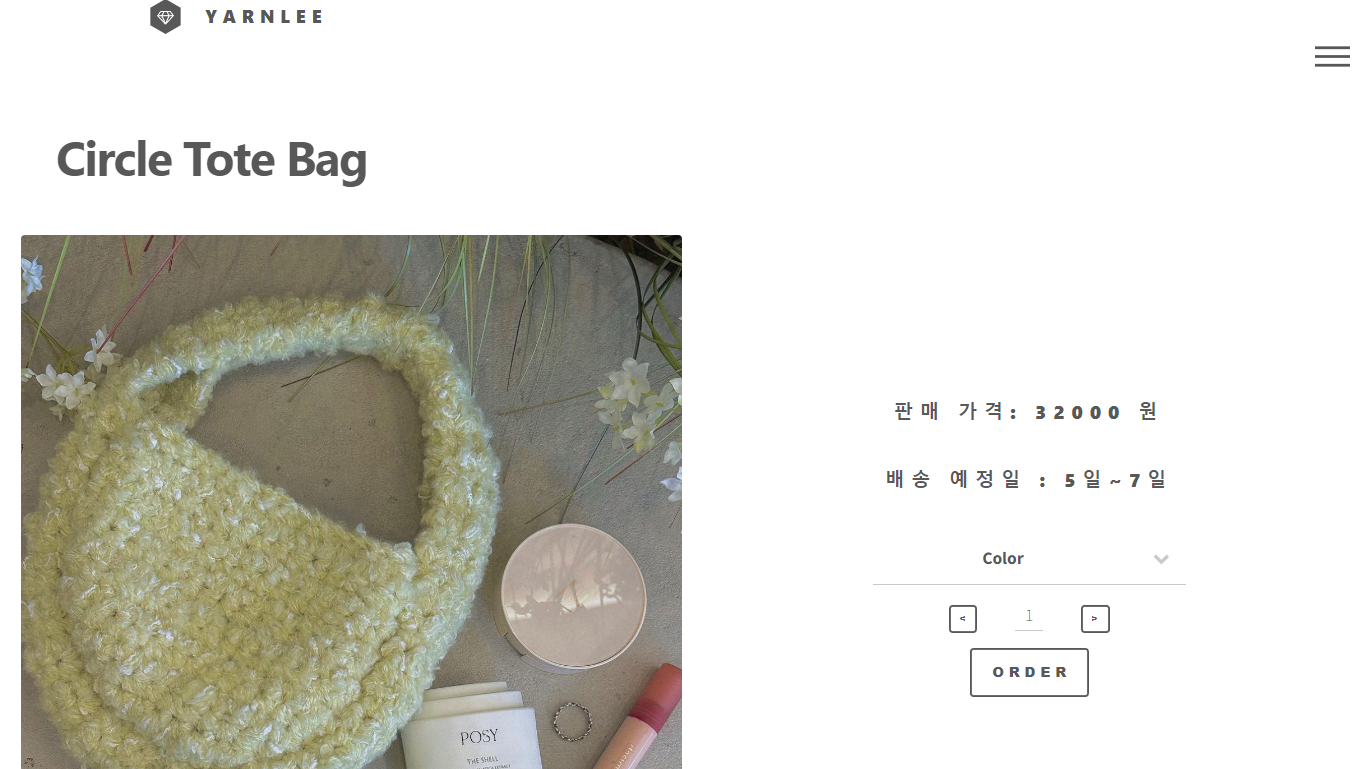 YARNLEE
Circle Tote Bag
판매 가격: 32000 원
배송 예정일 : 5일~7일
Color
< 1 >
ORDER
POSY
THE SHELL